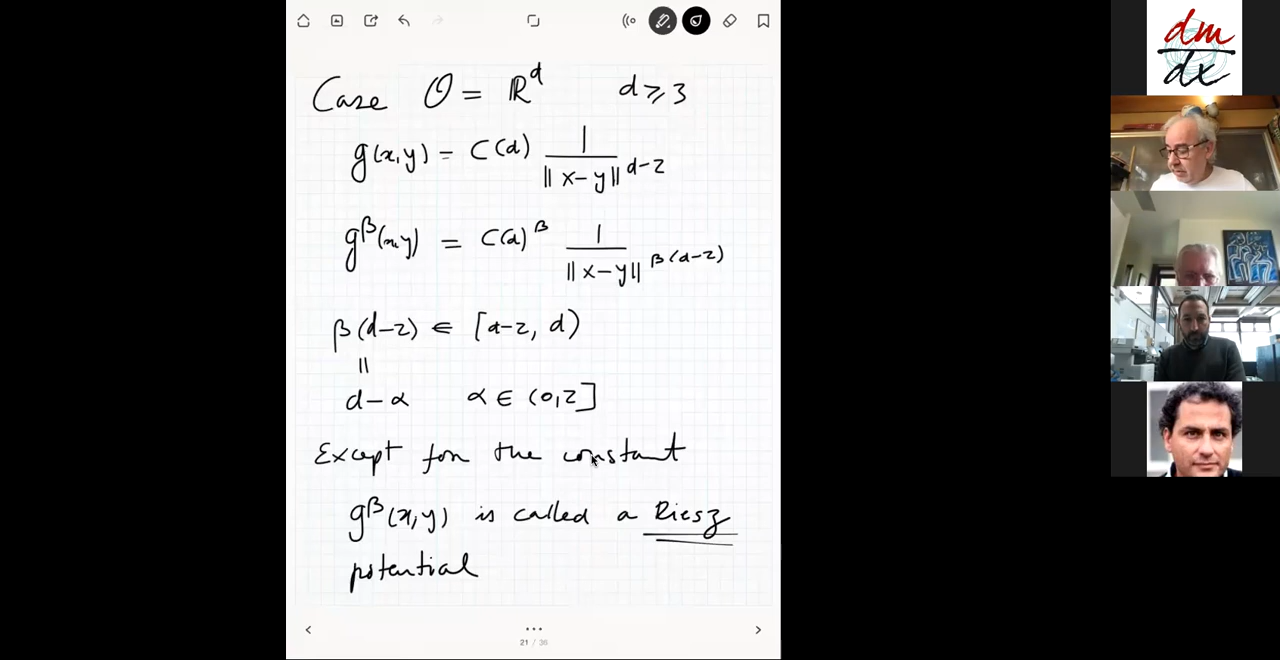 Case O = ℝ^d d ⩾ 3
g(x,y) = C(d) 1 / ||x-y||^{d-2}
g^β(x,y) = C(d)^β 1 / ||x-y||^{β(d-2)}
β(d-2) ∈ [d-2, d)
||
d-α α ∈ (0,2]
Except for the constant
g^β(x,y) is called a Riesz
potential
21 / 36
dm
dx